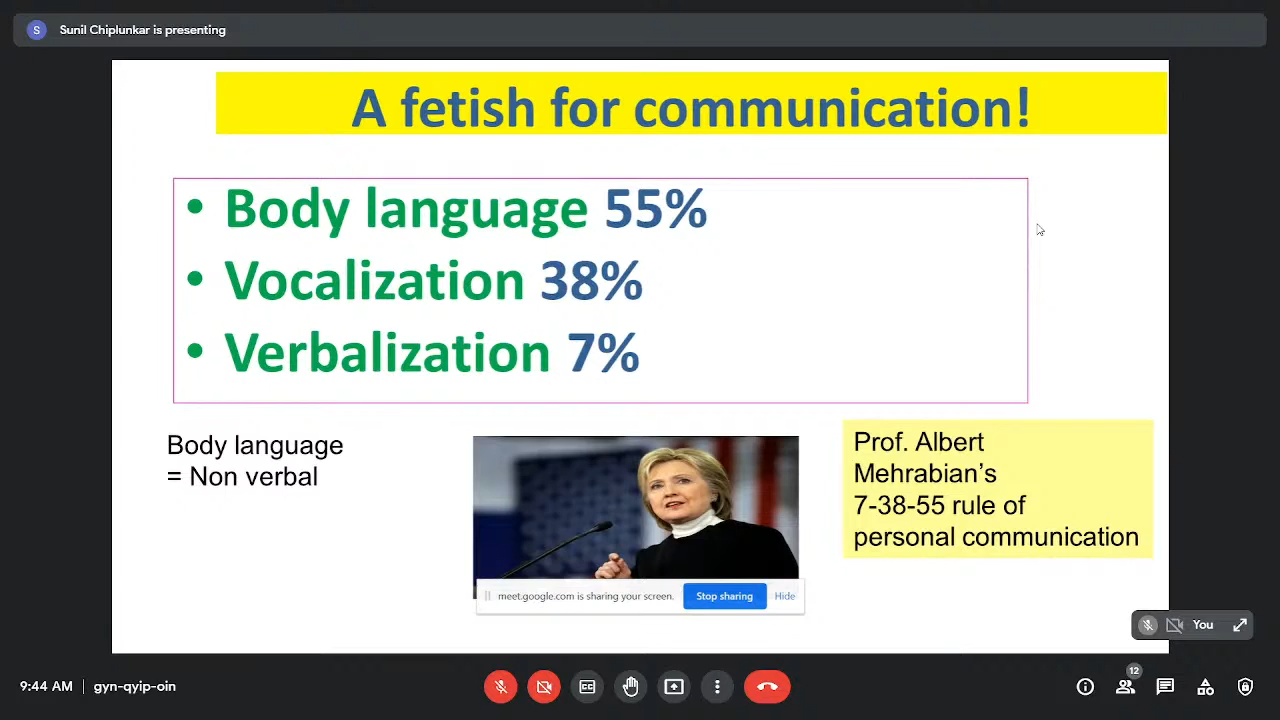 S Sunil Chiplunkar is presenting
A fetish for communication!
• Body language 55%
• Vocalization 38%
• Verbalization 7%
Body language
= Non verbal
Prof. Albert
Mehrabian’s
7-38-55 rule of
personal communication
meet.google.com is sharing your screen. Stop sharing Hide
You
9:44 AM | gyn-qyip-oin
12